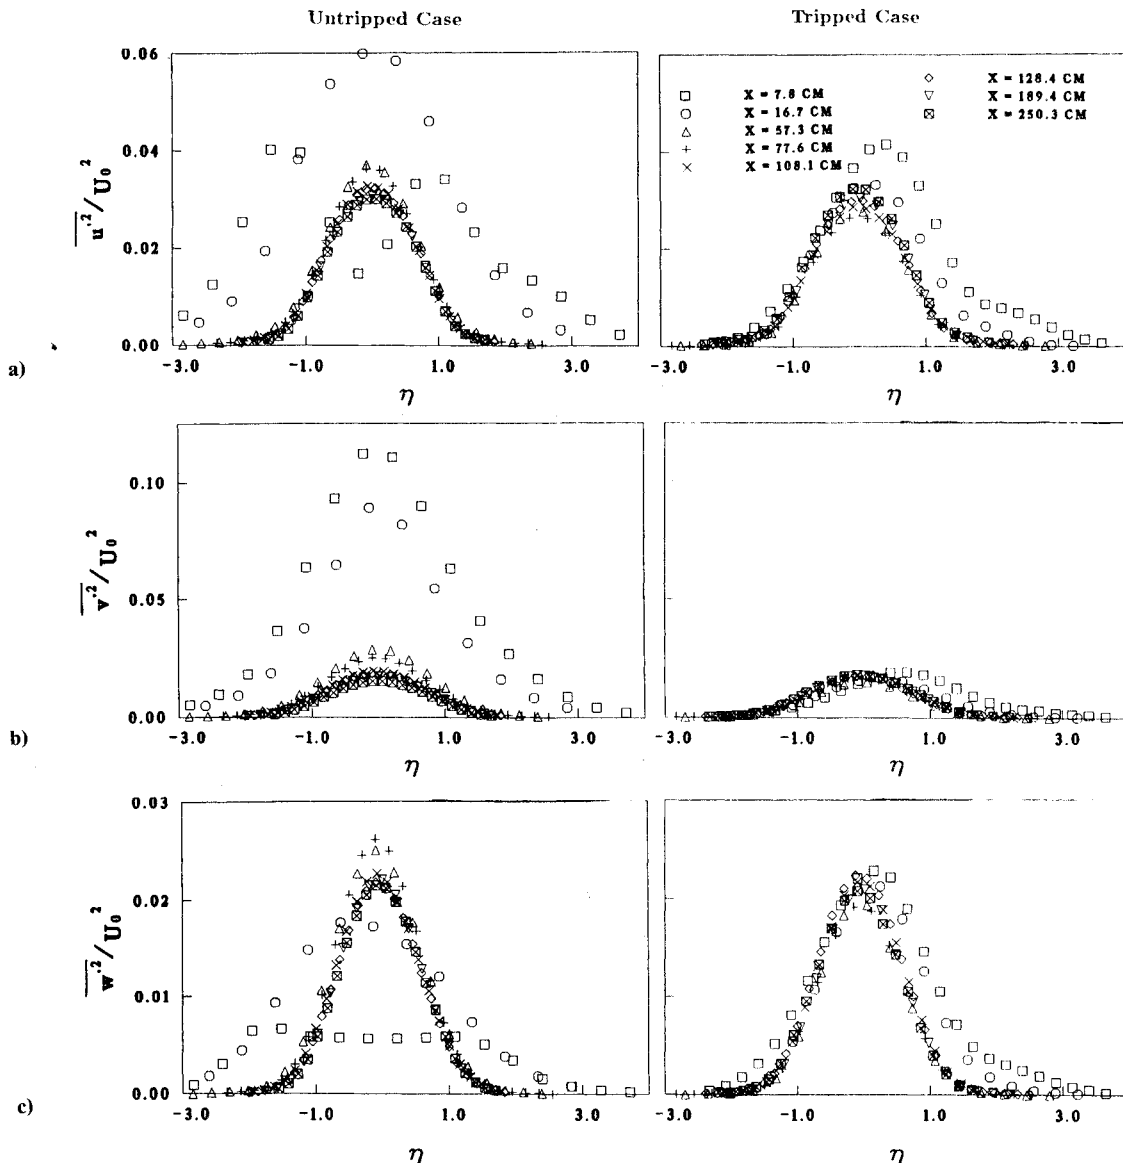 Untripped Case
Tripped Case
0.06
0.04
0.02
0.00
u'²/U₀²
−3.0 −1.0 1.0 3.0
η
a)
X = 7.8 CM
X = 16.7 CM
X = 57.3 CM
X = 77.6 CM
X = 108.1 CM
X = 128.4 CM
X = 189.4 CM
X = 250.3 CM
−3.0 −1.0 1.0 3.0
η
0.10
0.05
0.00
v'²/U₀²
−3.0 −1.0 1.0 3.0
η
b)
−3.0 −1.0 1.0 3.0
η
0.03
0.02
0.01
0.00
w'²/U₀²
−3.0 −1.0 1.0 3.0
η
c)
−3.0 −1.0 1.0 3.0
η